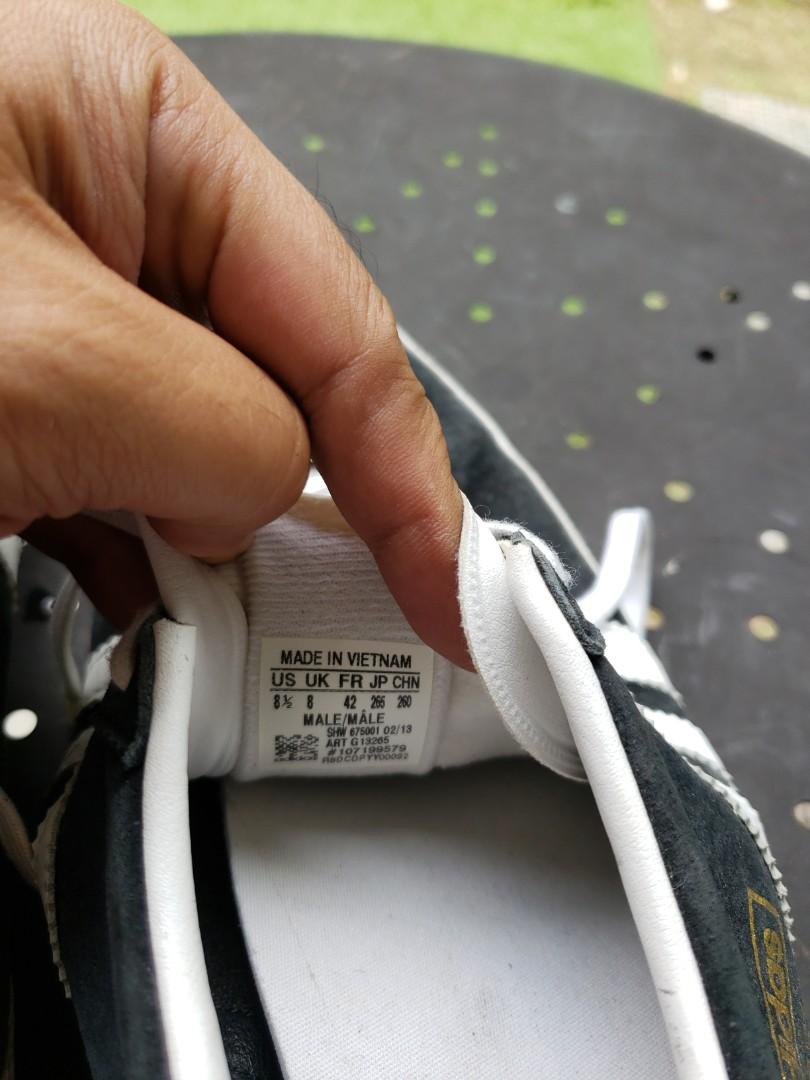 MADE IN VIETNAM
US UK FR JP CHN
8½ 8 42 265 260
MALE/MÂLE
SHW 675001 02/13
ART G13265
#107199579